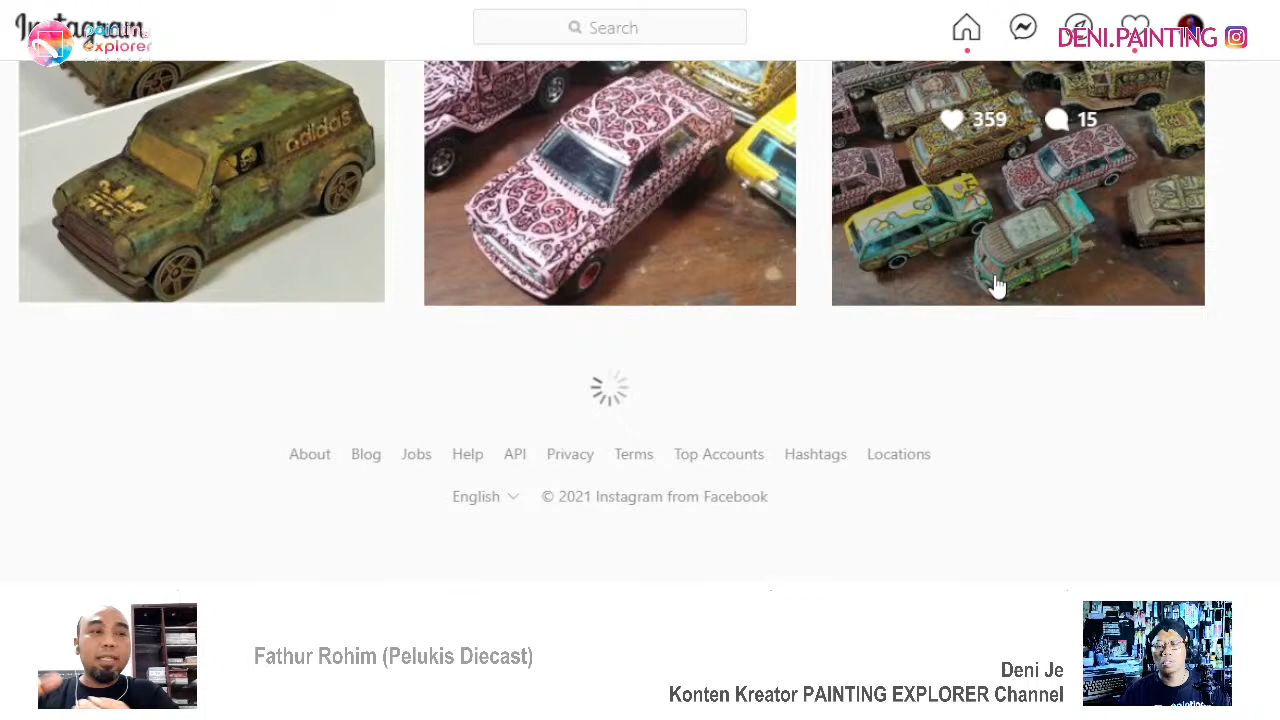 Instagram
painting
explorer
Search
DENI.PAINTING
adidas
359
15
About Blog Jobs Help API Privacy Terms Top Accounts Hashtags Locations
English © 2021 Instagram from Facebook
Fathur Rohim (Pelukis Diecast)
Deni Je
Konten Kreator PAINTING EXPLORER Channel